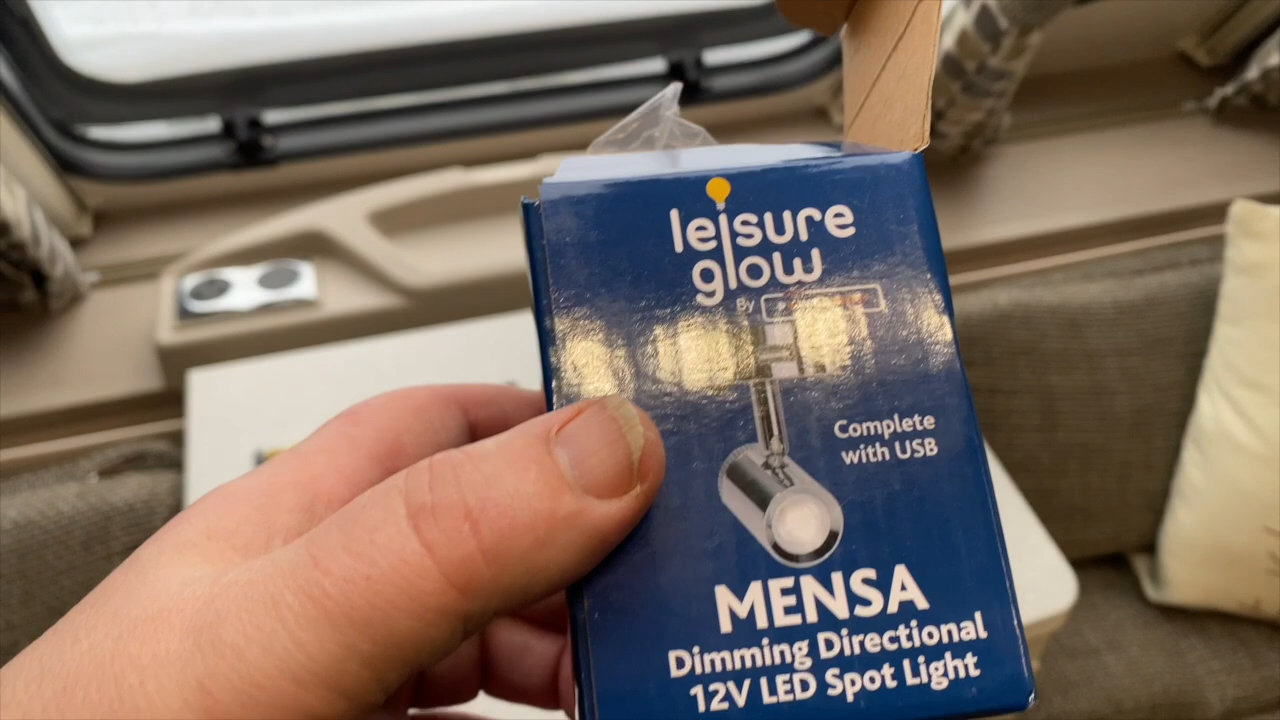 leisure
glow
By
Complete
with USB
MENSA
Dimming Directional
12V LED Spot Light